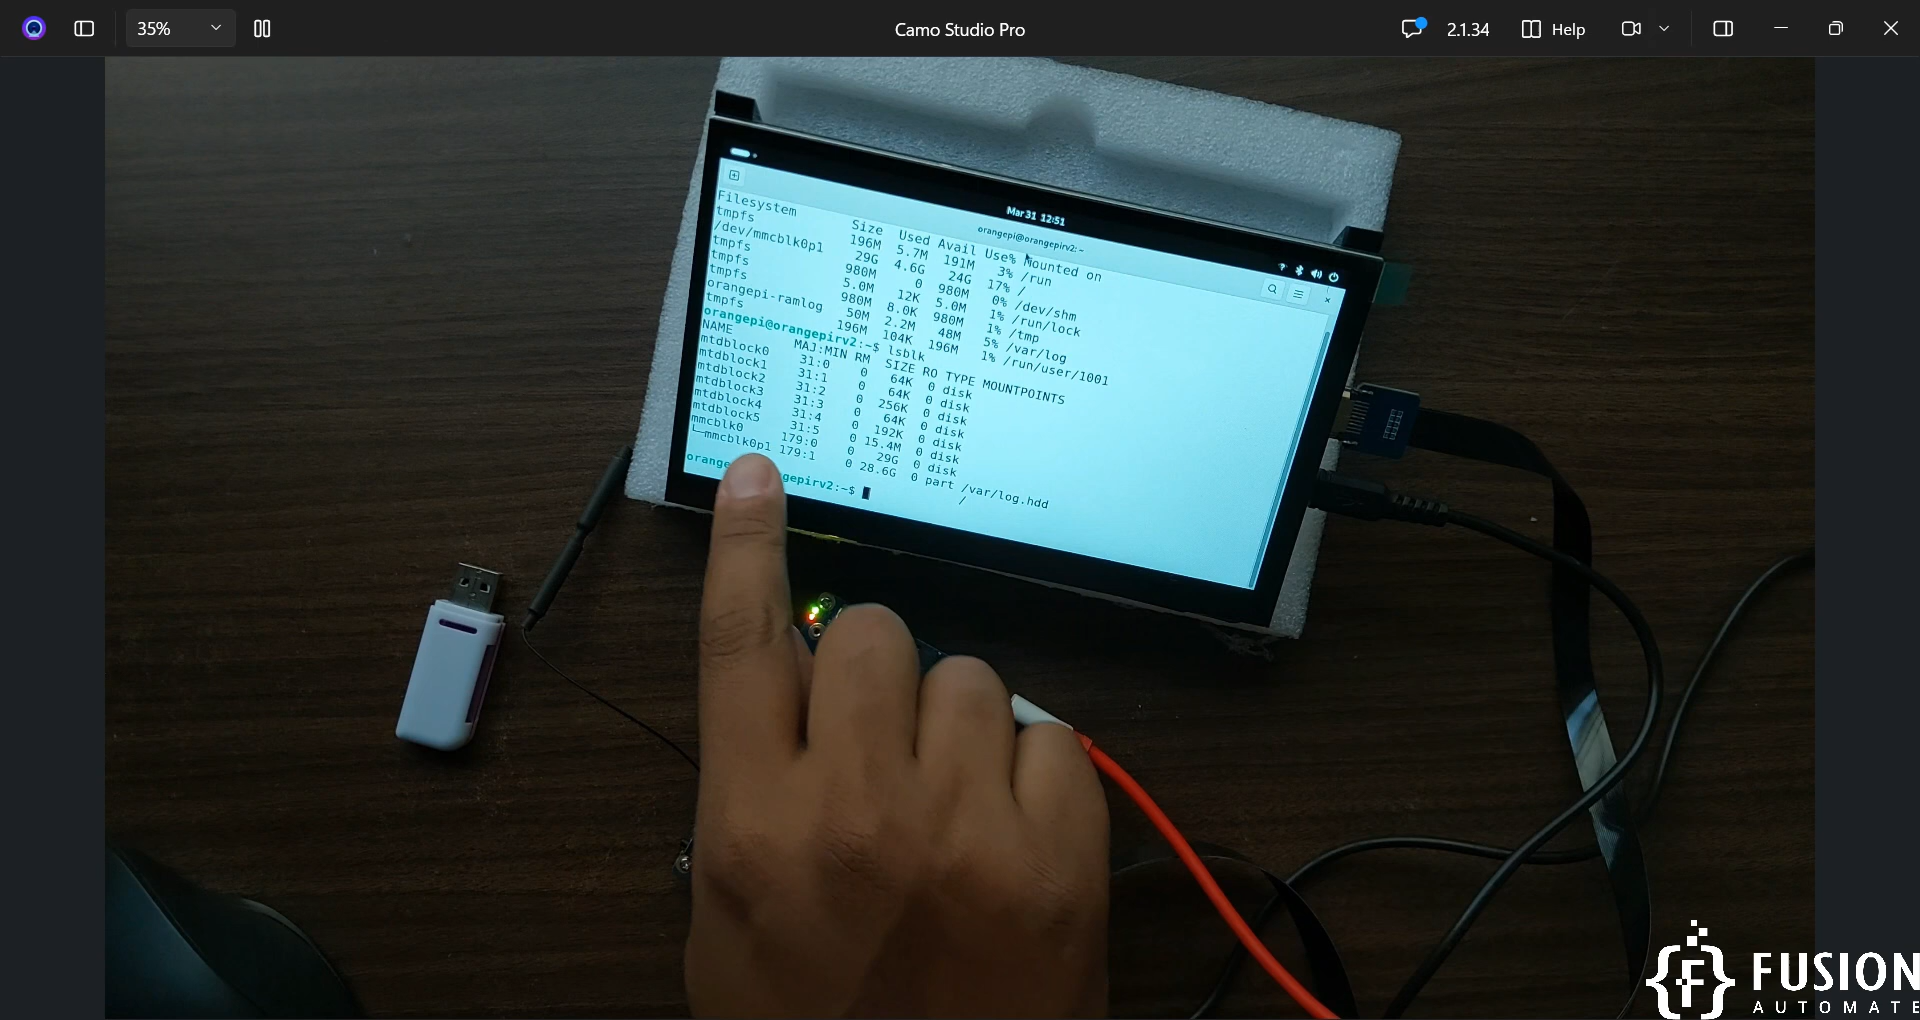 35%
Camo Studio Pro
2.1.34
Help
Mar 31 12:51
orangepi@orangepirv2: ~
Filesystem Size Used Avail Use% Mounted on
tmpfs 196M 5.7M 191M 3% /run
/dev/mmcblk0p1 29G 4.6G 24G 17% /
tmpfs 980M 0 980M 0% /dev/shm
tmpfs 5.0M 12K 5.0M 1% /run/lock
tmpfs 980M 8.0K 980M 1% /tmp
orangepi-ramlog 50M 2.2M 48M 5% /var/log
tmpfs 196M 104K 196M 1% /run/user/1001
orangepi@orangepirv2:~$ lsblk
NAME MAJ:MIN RM SIZE RO TYPE MOUNTPOINTS
mtdblock0 31:0 0 64K 0 disk
mtdblock1 31:1 0 64K 0 disk
mtdblock2 31:2 0 256K 0 disk
mtdblock3 31:3 0 64K 0 disk
mtdblock4 31:4 0 192K 0 disk
mtdblock5 31:5 0 15.4M 0 disk
mmcblk0 179:0 0 29G 0 disk
└─mmcblk0p1 179:1 0 28.6G 0 part /var/log.hdd
/
orange gepirv2:~$
FUSION
AUTOMATE